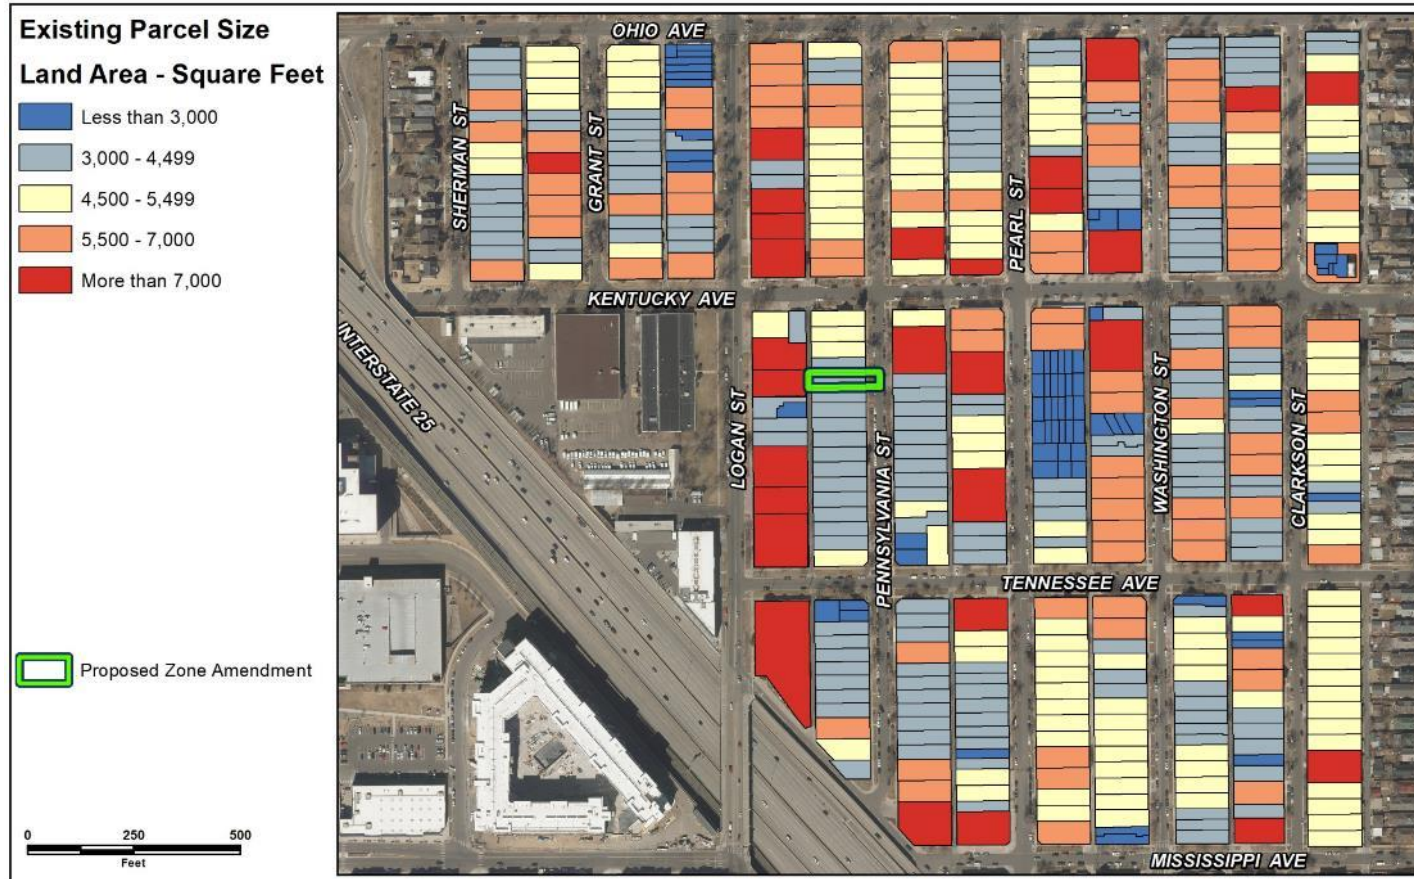 Existing Parcel Size
Land Area - Square Feet
Less than 3,000
3,000 - 4,499
4,500 - 5,499
5,500 - 7,000
More than 7,000
Proposed Zone Amendment
0 250 500
Feet
OHIO AVE
SHERMAN ST
GRANT ST
PEARL ST
KENTUCKY AVE
INTERSTATE 25
LOGAN ST
PENNSYLVANIA ST
WASHINGTON ST
CLARKSON ST
TENNESSEE AVE
MISSISSIPPI AVE